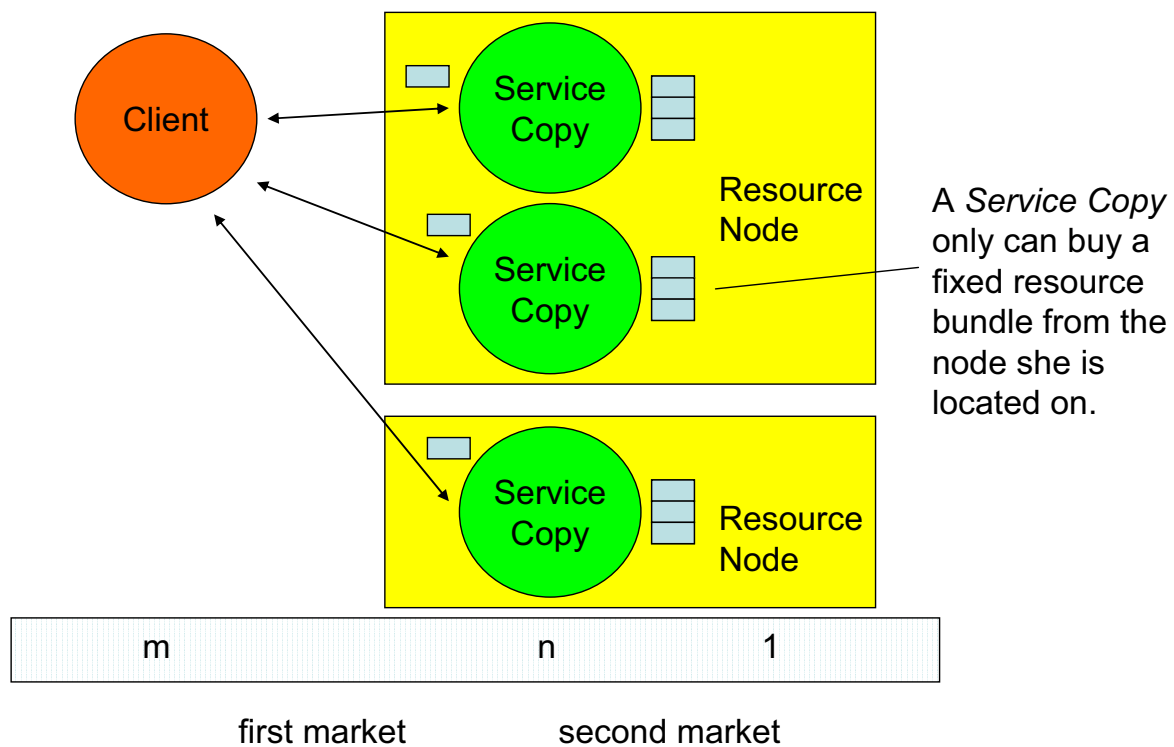 Client
Service
Copy
Resource
Node
Service
Copy
A Service Copy
only can buy a
fixed resource
bundle from the
node she is
located on.
Service
Copy
Resource
Node
m n 1
first market second market